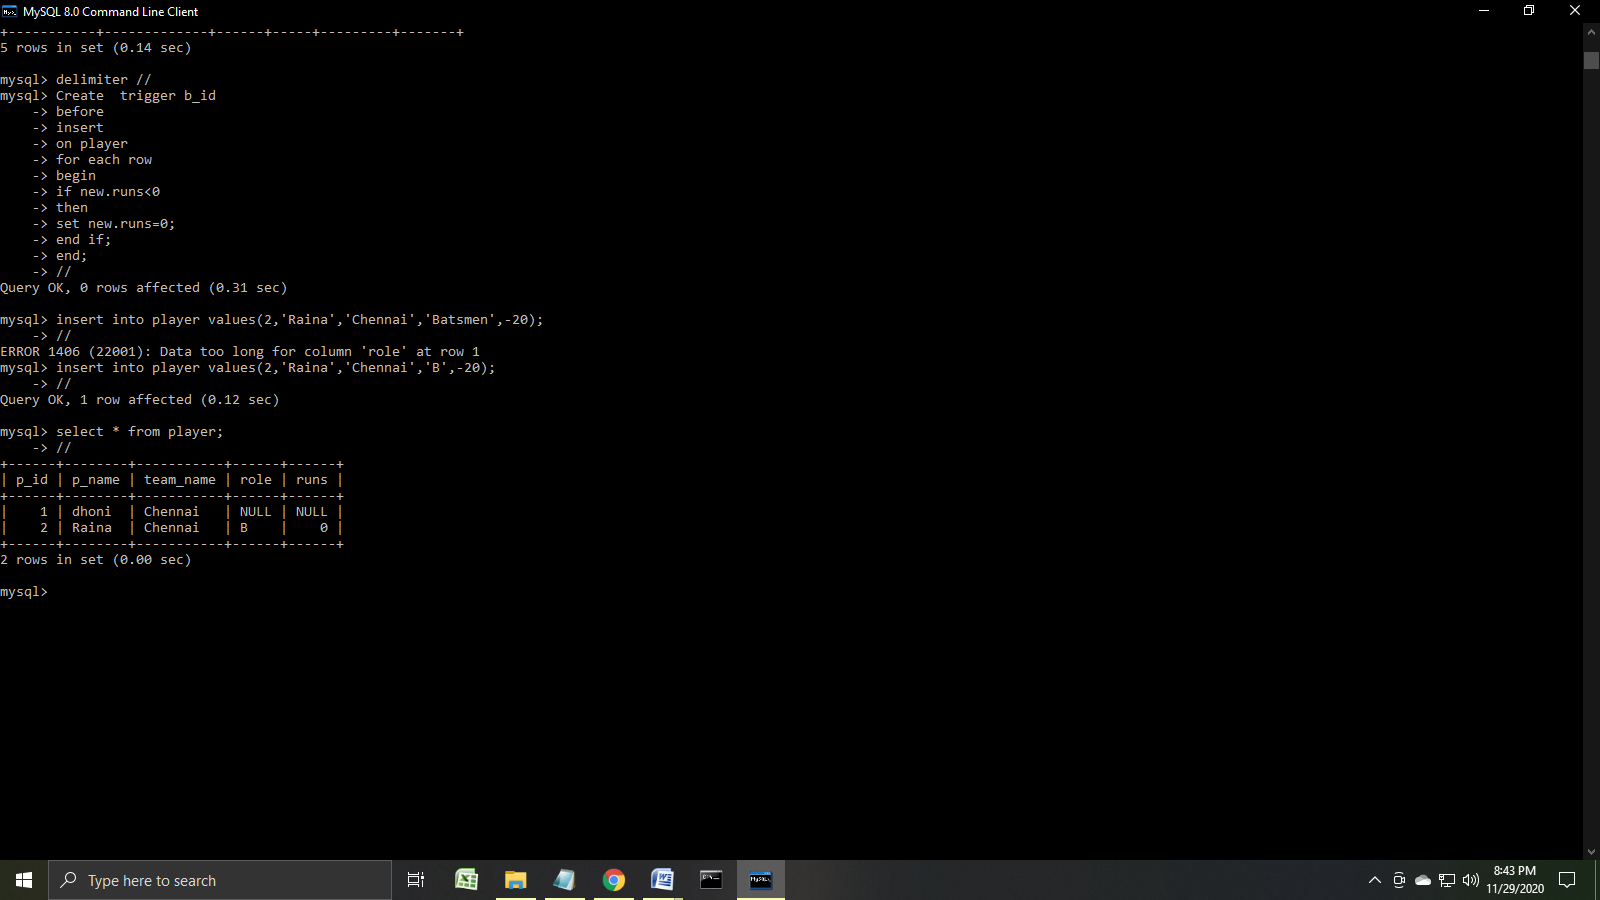 MySQL 8.0 Command Line Client
+-----------+-------------+------+-----+---------+-------+
5 rows in set (0.14 sec)
mysql> delimiter //
mysql> Create  trigger b_id
    -> before
    -> insert
    -> on player
    -> for each row
    -> begin
    -> if new.runs<0
    -> then
    -> set new.runs=0;
    -> end if;
    -> end;
    -> //
Query OK, 0 rows affected (0.31 sec)
mysql> insert into player values(2,'Raina','Chennai','Batsmen',-20);
    -> //
ERROR 1406 (22001): Data too long for column 'role' at row 1
mysql> insert into player values(2,'Raina','Chennai','B',-20);
    -> //
Query OK, 1 row affected (0.12 sec)
mysql> select * from player;
    -> //
+------+--------+-----------+------+------+
| p_id | p_name | team_name | role | runs |
+------+--------+-----------+------+------+
|    1 | dhoni  | Chennai   | NULL | NULL |
|    2 | Raina  | Chennai   | B    |    0 |
+------+--------+-----------+------+------+
2 rows in set (0.00 sec)
mysql>
Type here to search
8:43 PM
11/29/2020